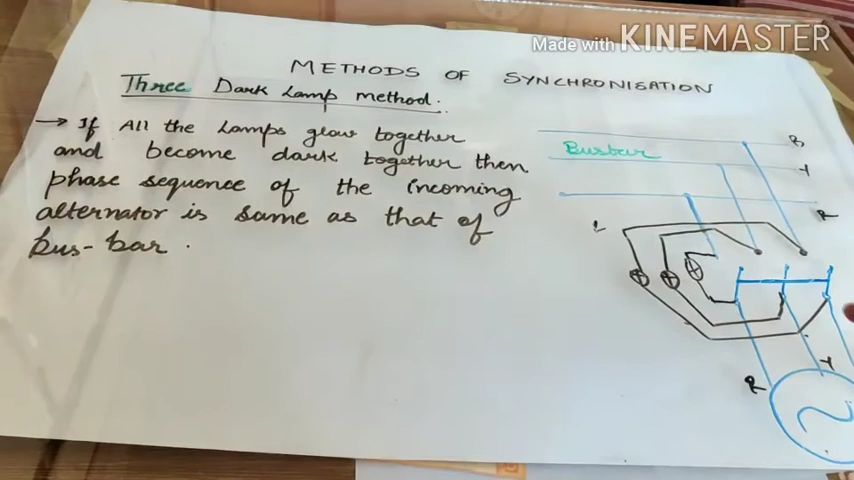 Made with KINEMASTER
METHODS OF SYNCHRONISATION
Three Dark Lamp method.
→ If All the Lamps glow together
and become dark together then
phase sequence of the incoming
alternator is same as that of
bus-bar.
Busbar
B
Y
R
L
R
Y